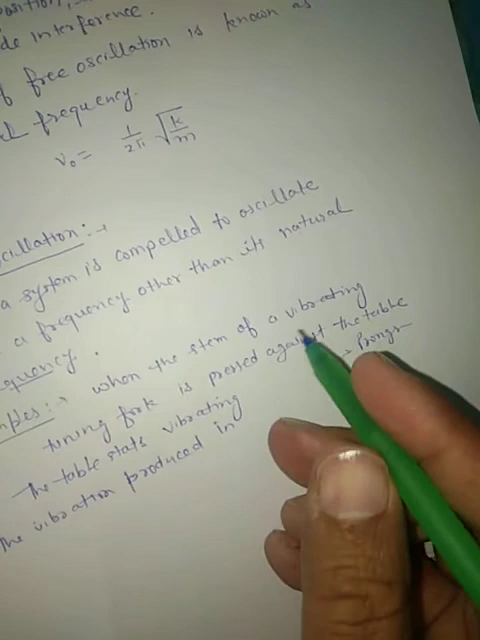 de interference.
of free oscillation is known as
frequency.
ν₀ = 1/2π √k/m
cillation:→
a system is compelled to oscillate
a frequency other than its natural
quency.
mples:→ when the stem of a vibrating
tuning fork is pressed against the table
→ Prongs
the table stats vibrating
The vibration produced in